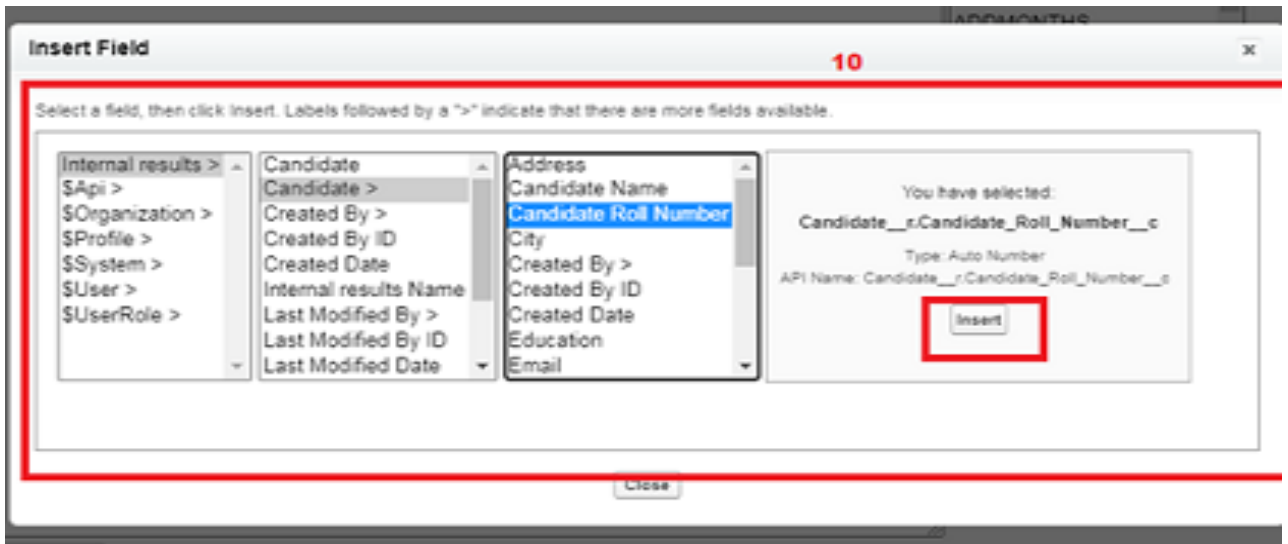 ADDMONTHS
Insert Field
x
10
Select a field, then click Insert. Labels followed by a ">" indicate that there are more fields available.
Internal results >
$Api >
$Organization >
$Profile >
$System >
$User >
$UserRole >
Candidate
Candidate >
Created By >
Created By ID
Created Date
Internal results Name
Last Modified By >
Last Modified By ID
Last Modified Date
Address
Candidate Name
Candidate Roll Number
City
Created By >
Created By ID
Created Date
Education
Email
You have selected:
Candidate__r.Candidate_Roll_Number__c
Type: Auto Number
API Name: Candidate__r.Candidate_Roll_Number__c
Insert
Close